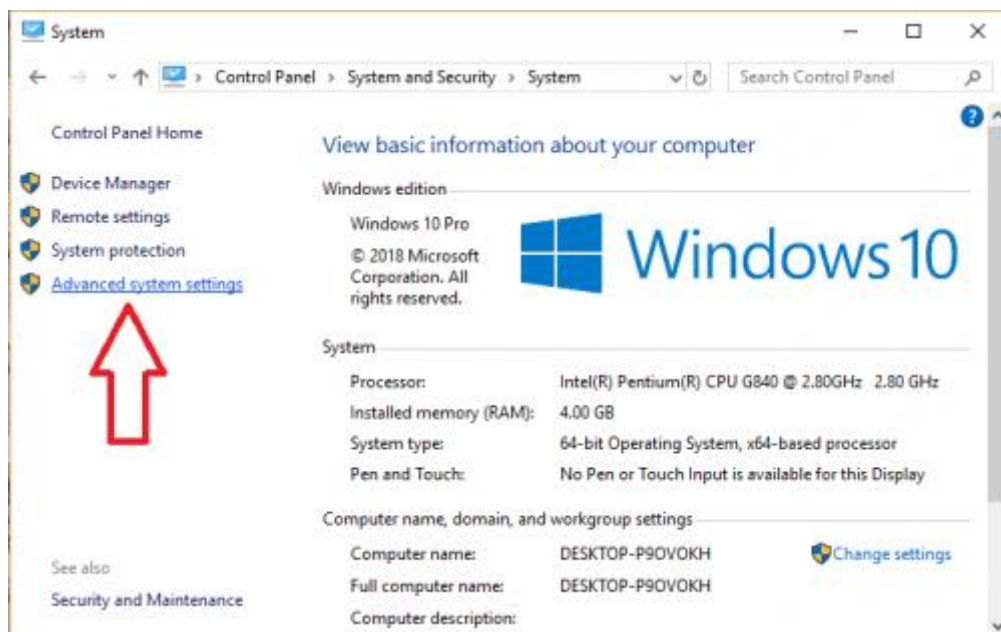 System
Control Panel > System and Security > System
Search Control Panel
Control Panel Home
Device Manager
Remote settings
System protection
Advanced system settings
See also
Security and Maintenance
View basic information about your computer
Windows edition
Windows 10 Pro
© 2018 Microsoft
Corporation. All
rights reserved.
Windows 10
System
Processor: Intel(R) Pentium(R) CPU G840 @ 2.80GHz 2.80 GHz
Installed memory (RAM): 4.00 GB
System type: 64-bit Operating System, x64-based processor
Pen and Touch: No Pen or Touch Input is available for this Display
Computer name, domain, and workgroup settings
Computer name: DESKTOP-P9OVOKH
Change settings
Full computer name: DESKTOP-P9OVOKH
Computer description: